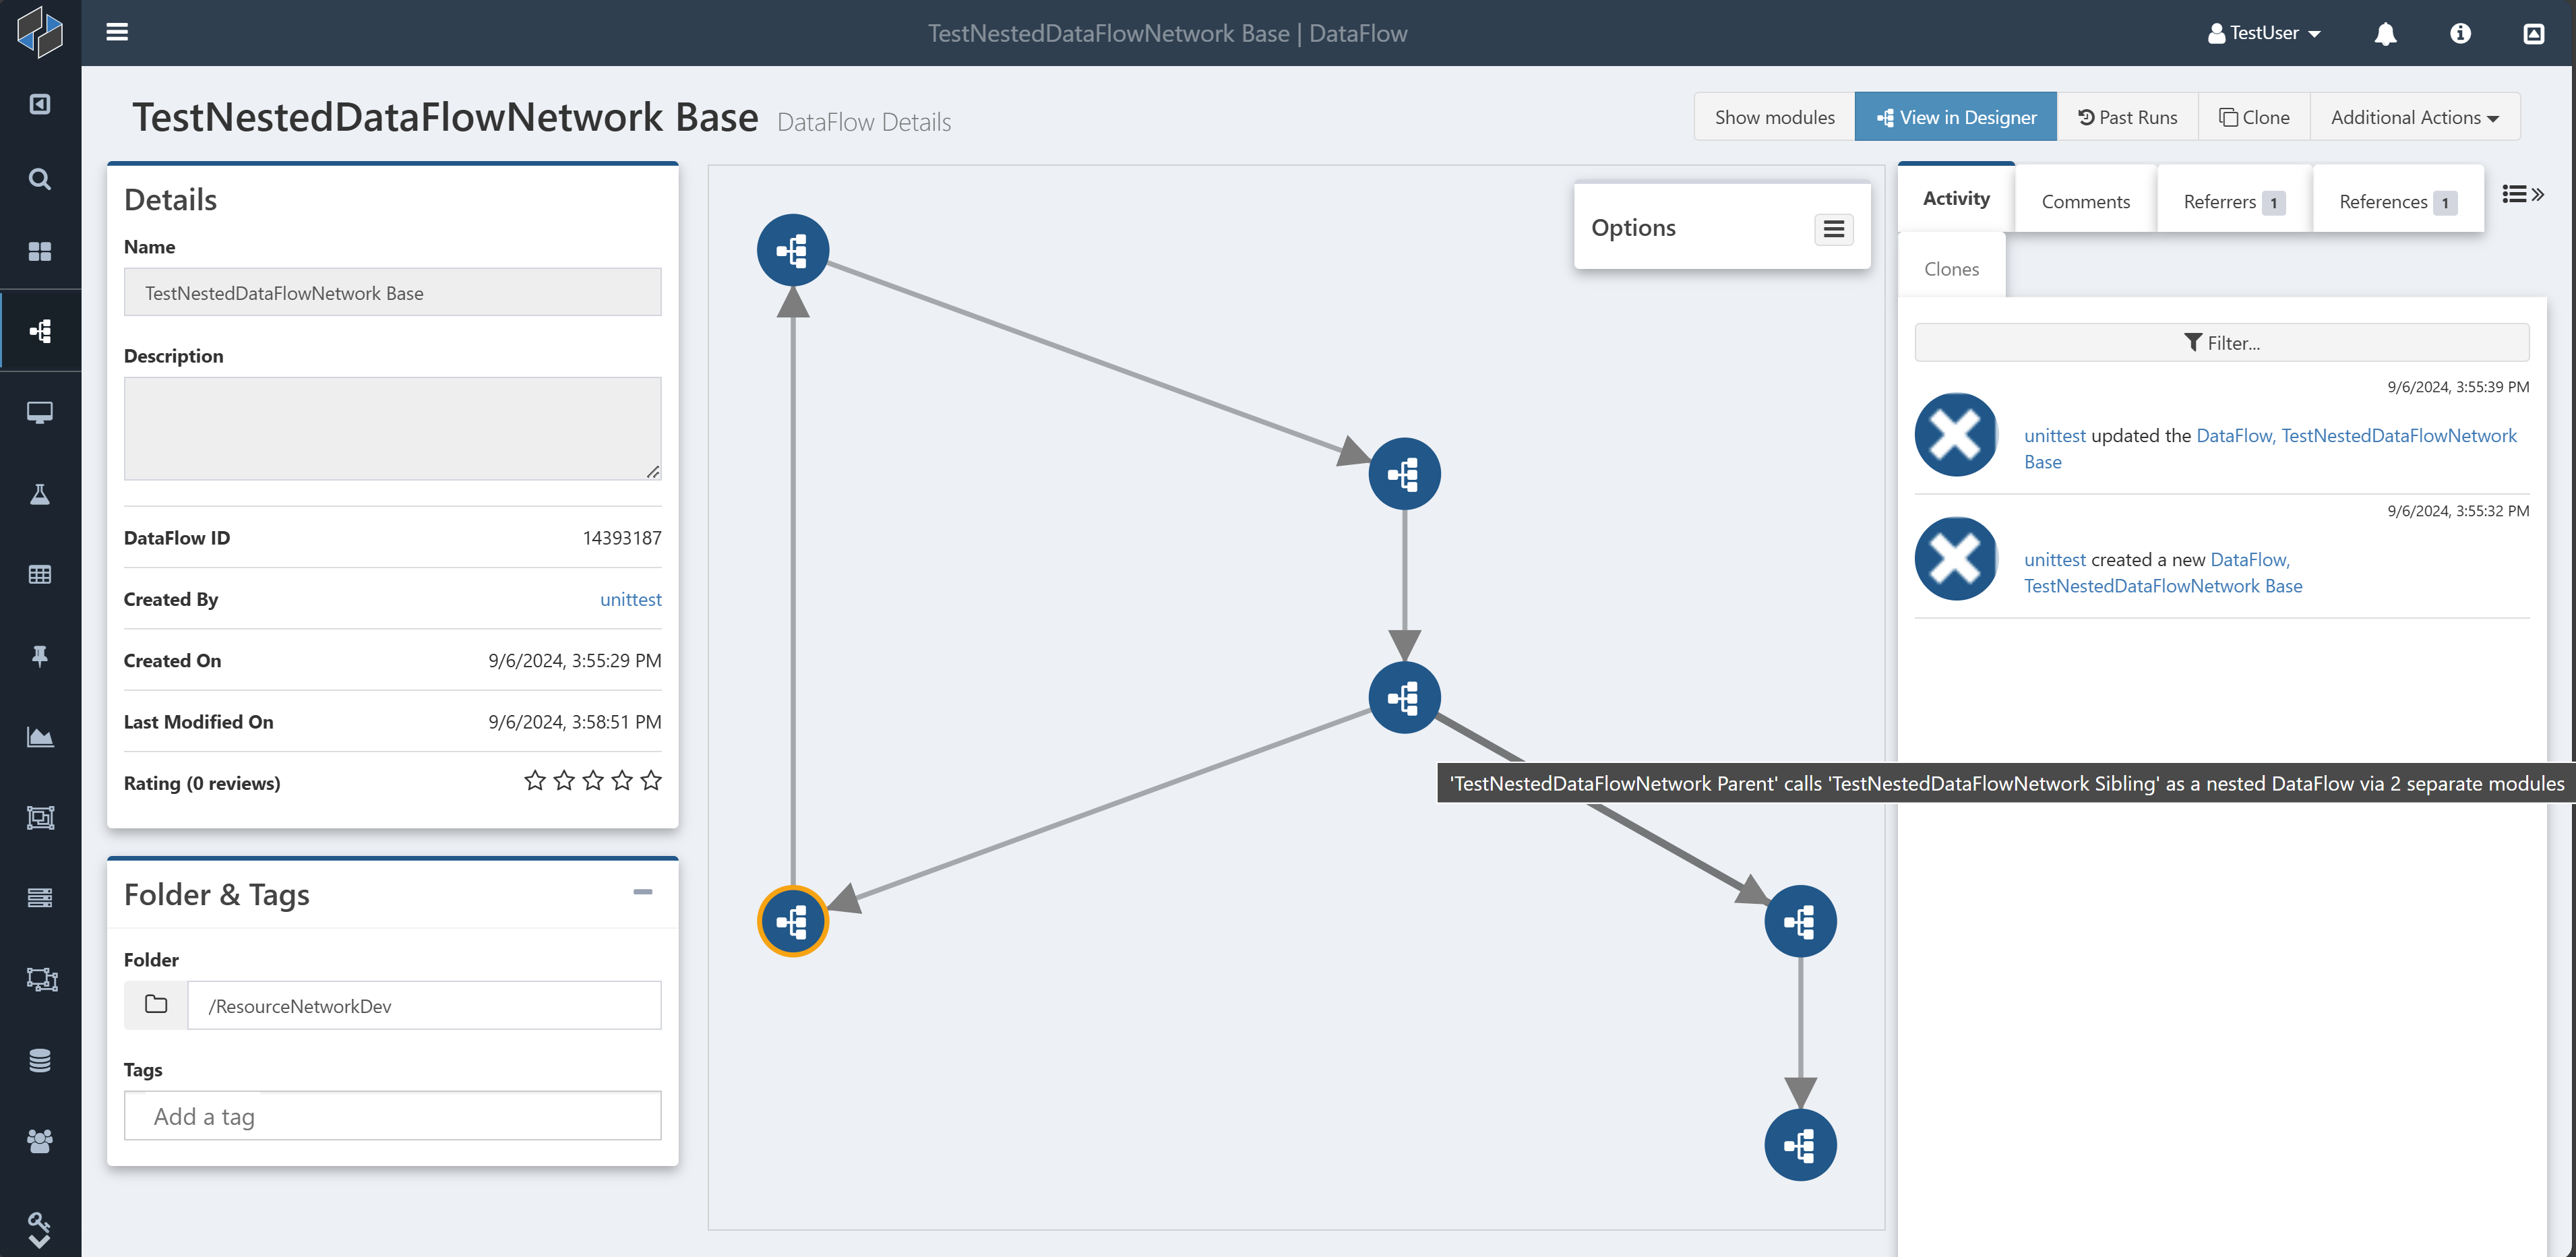 TestNestedDataFlowNetwork Base | DataFlow
TestUser
TestNestedDataFlowNetwork Base DataFlow Details
Show modules
View in Designer
Past Runs
Clone
Additional Actions
Details
Name
TestNestedDataFlowNetwork Base
Description
DataFlow ID 14393187
Created By unittest
Created On 9/6/2024, 3:55:29 PM
Last Modified On 9/6/2024, 3:58:51 PM
Rating (0 reviews)
Folder & Tags
Folder
/ResourceNetworkDev
Tags
Add a tag
Options
'TestNestedDataFlowNetwork Parent' calls 'TestNestedDataFlowNetwork Sibling' as a nested DataFlow via 2 separate modules
Activity
Comments
Referrers 1
References 1
Clones
Filter...
9/6/2024, 3:55:39 PM
unittest updated the DataFlow, TestNestedDataFlowNetwork
Base
9/6/2024, 3:55:32 PM
unittest created a new DataFlow,
TestNestedDataFlowNetwork Base